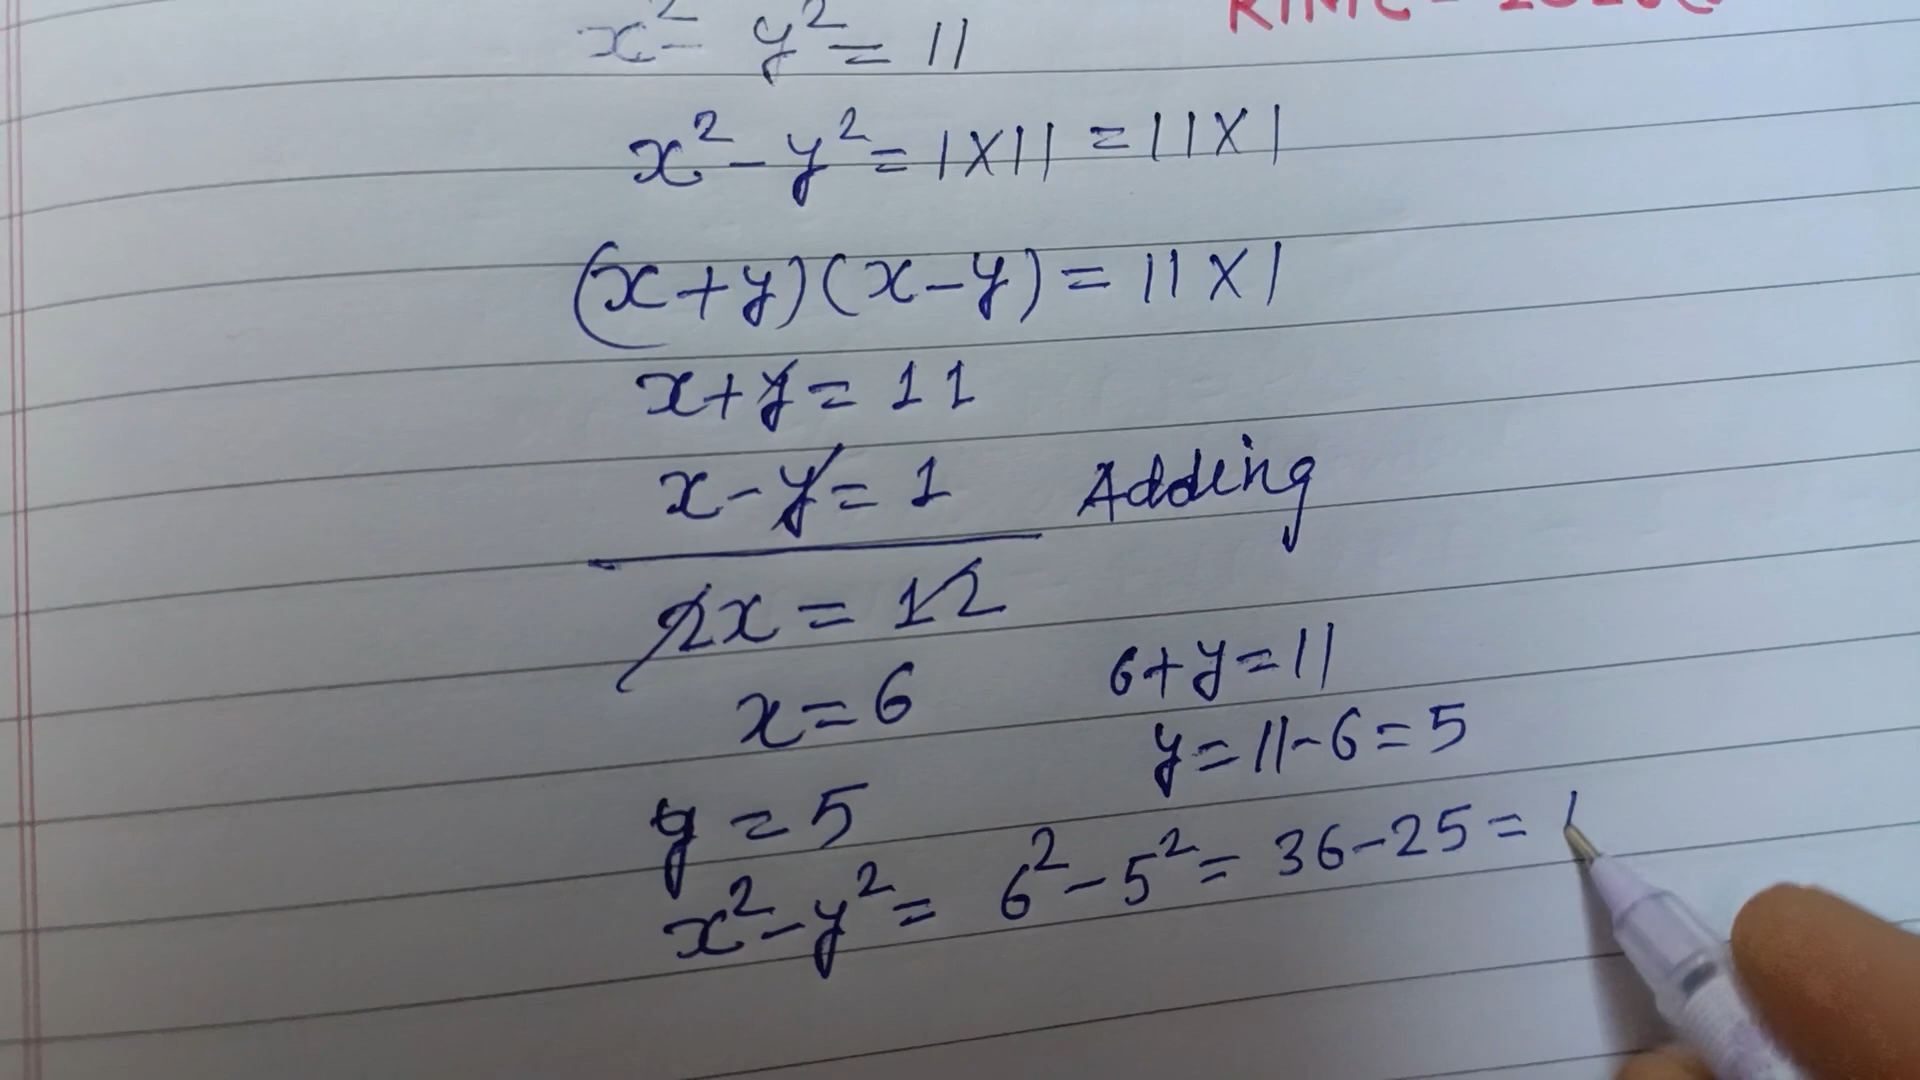 x² - y² = 11
x² - y² = 1×11 = 11×1
(x+y)(x-y) = 11×1
x+y = 11
x-y = 1 Adding
2x = 12
x = 6 6+y = 11
y = 11-6 = 5
y = 5
x² - y² = 6² - 5² = 36-25 = 1